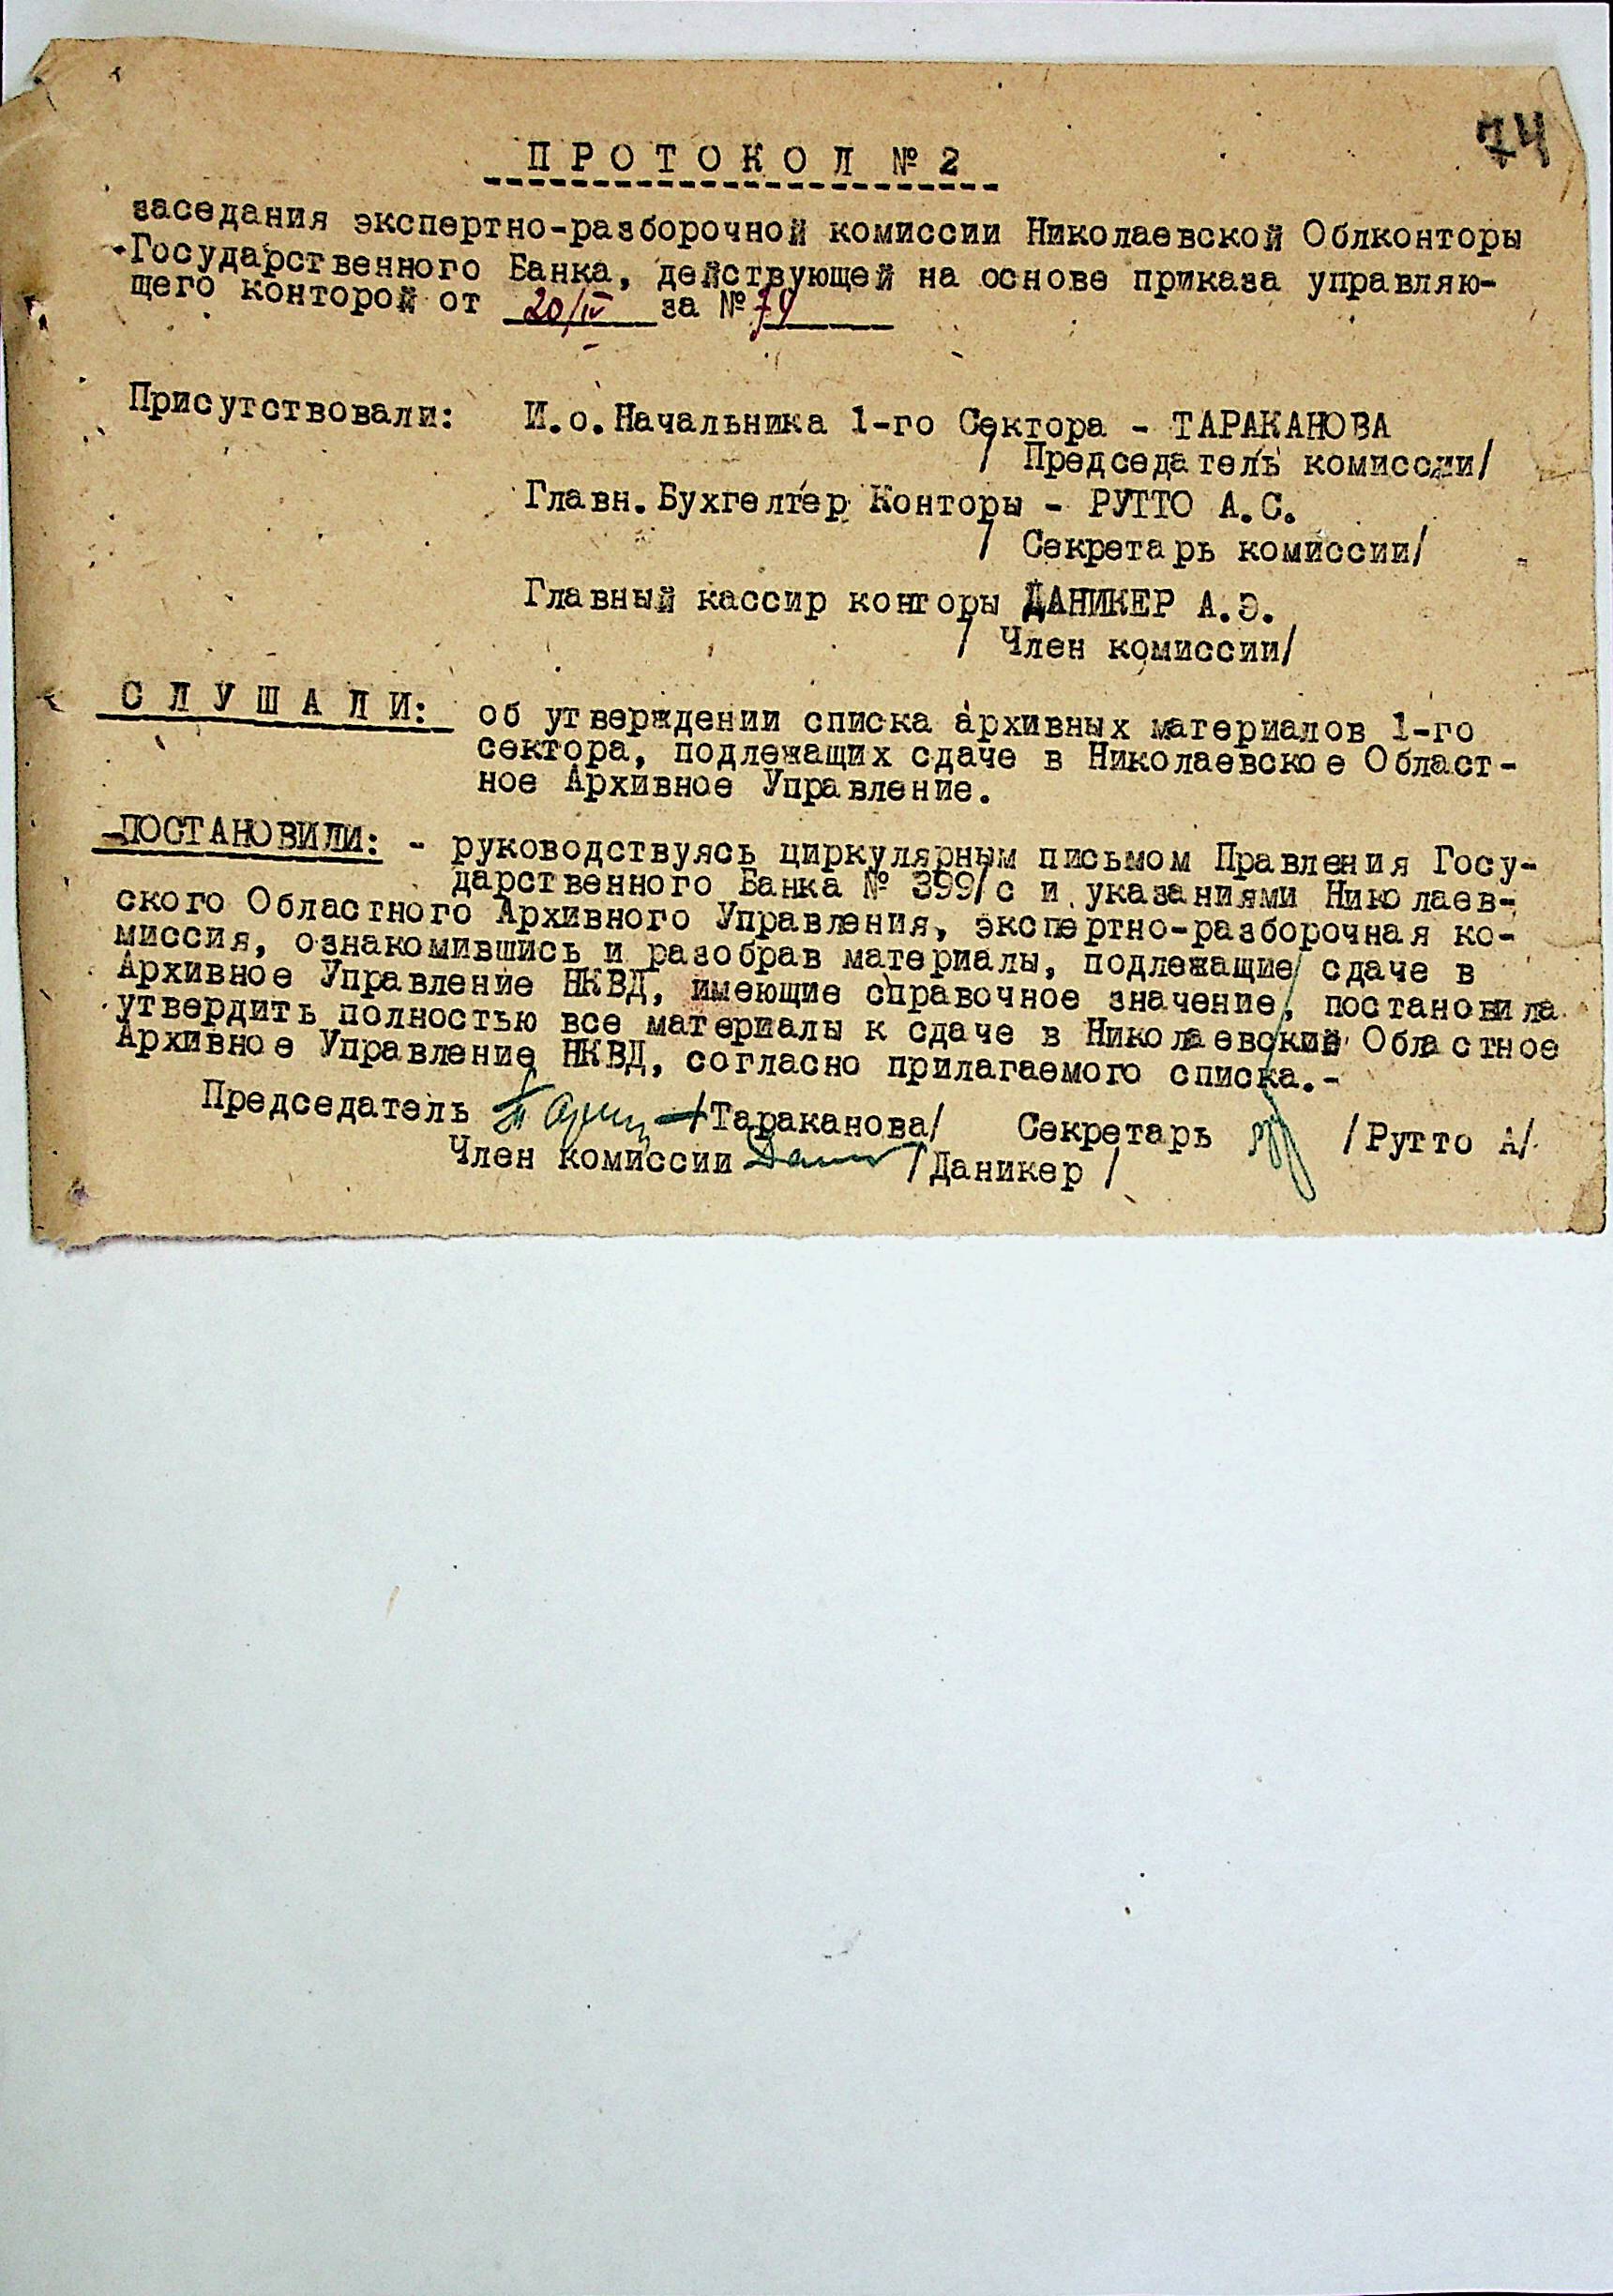 74
ПРОТОКОЛ № 2
заседания экспертно-разборочной комиссии Николаевской Облконторы
Государственного Банка, действующей на основе приказа управляю-
щего конторой от 20/IV за № 74
Присутствовали: И.о.Начальника 1-го Сектора - ТАРАКАНОВА
/ Председатель комиссии/
Главн.Бухгелтер Конторы - РУТТО А.С.
/ Секретарь комиссии/
Главный кассир конторы ДАНИКЕР А.Э.
/ Член комиссии/
СЛУШАЛИ: об утверждении списка архивных материалов 1-го
сектора, подлежащих сдаче в Николаевское Област-
ное Архивное Управление.
ПОСТАНОВИЛИ: - руководствуясь циркулярным письмом Правления Госу-
дарственного Банка № 399/с и указаниями Николаев-
ского Областного Архивного Управления, экспертно-разборочная ко-
миссия, ознакомившись и разобрав материалы, подлежащие сдаче в
Архивное Управление НКВД, имеющие справочное значение, постановила
утвердить полностью все материалы к сдаче в Николаевский Областное
Архивное Управление НКВД, согласно прилагаемого списка.-
Председатель /Тараканова/ Секретарь /Рутто А/
Член комиссии /Даникер /